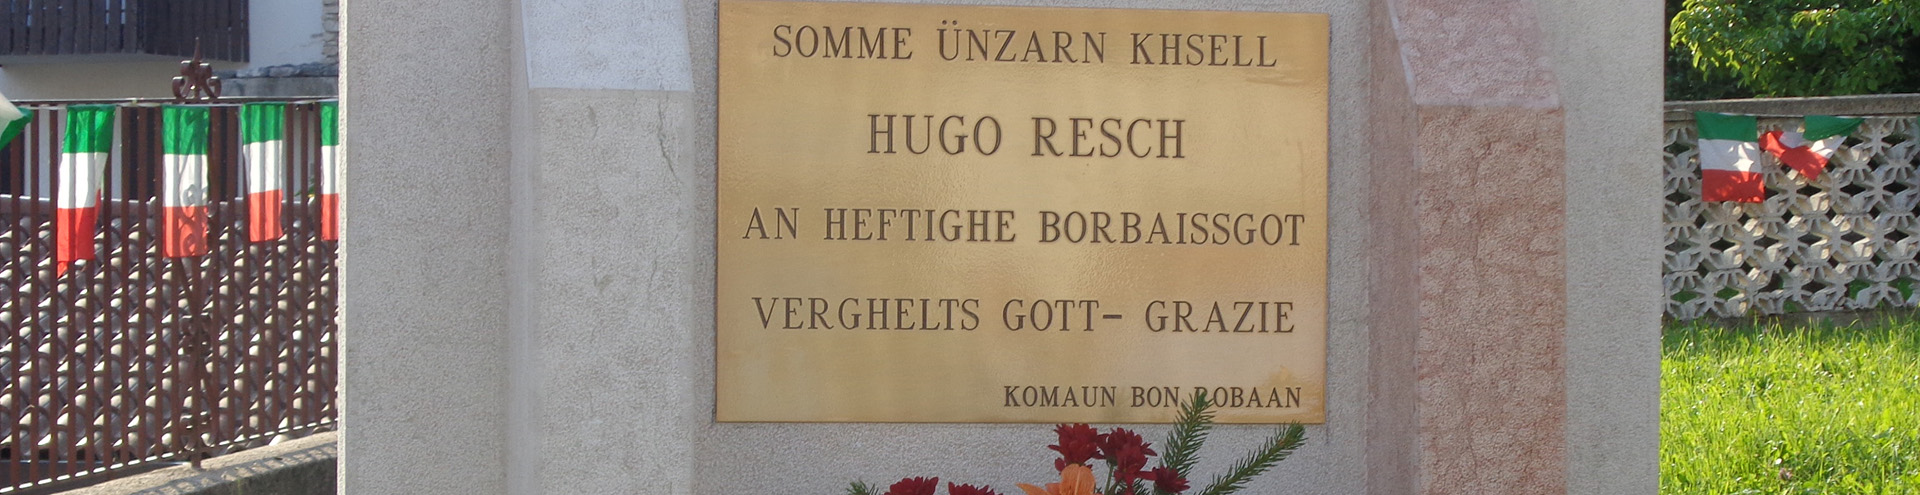 SOMME ÜNZARN KHSELL
HUGO RESCH
AN HEFTIGHE BORBAISSGOT
VERGHELTS GOTT- GRAZIE
KOMAUN BON ROBAAN